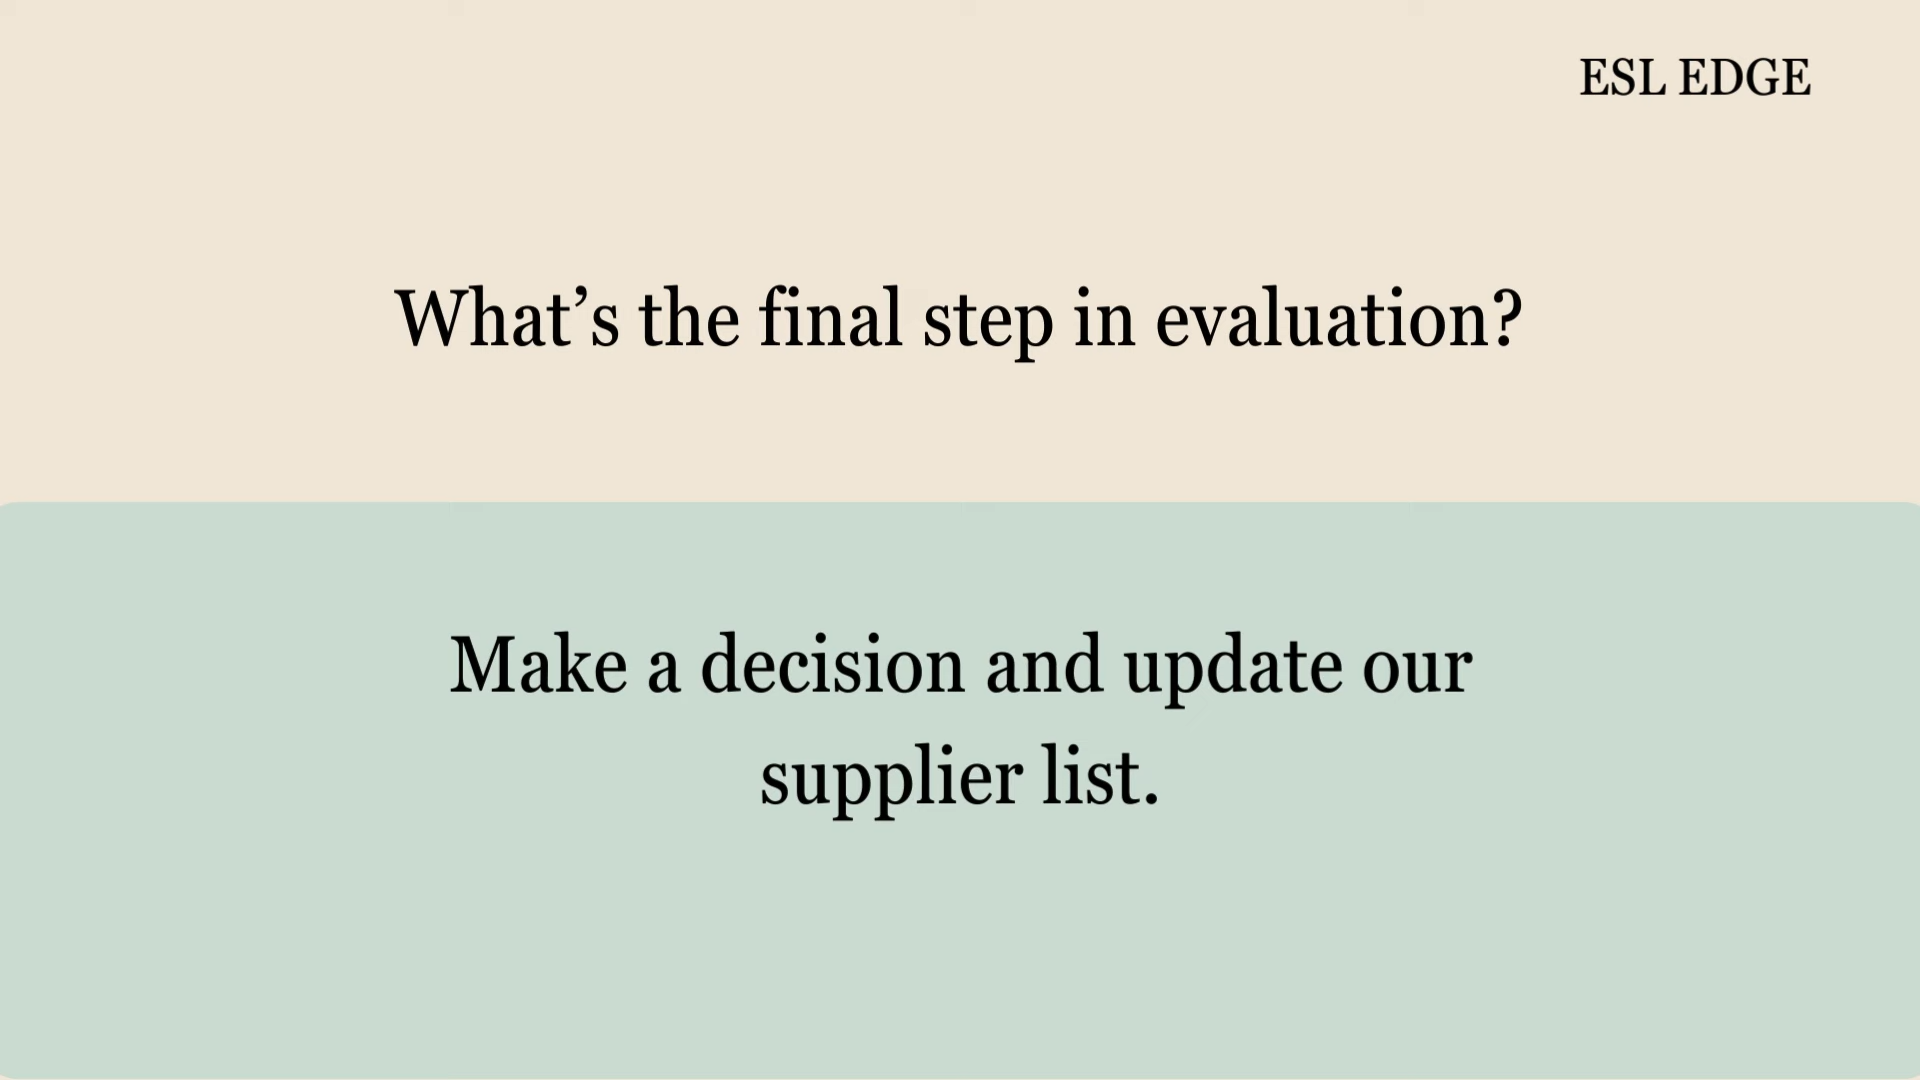 ESL EDGE
What’s the final step in evaluation?
Make a decision and update our
supplier list.